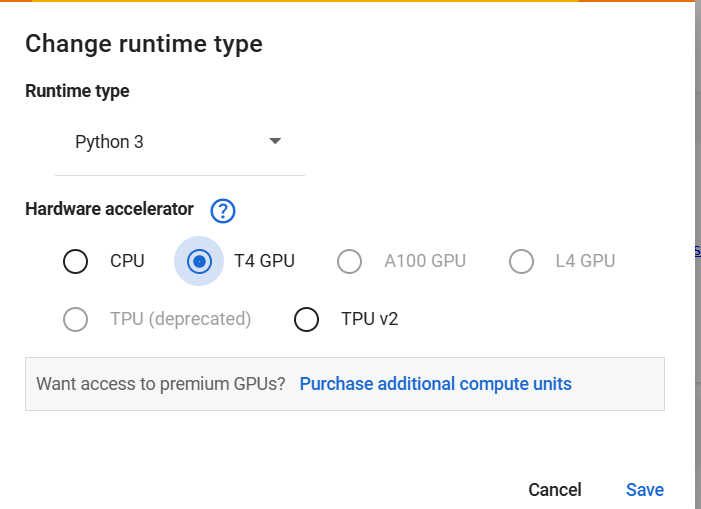 Change runtime type
Runtime type
Python 3
Hardware accelerator ?
CPU T4 GPU A100 GPU L4 GPU
TPU (deprecated) TPU v2
Want access to premium GPUs? Purchase additional compute units
Cancel Save
s